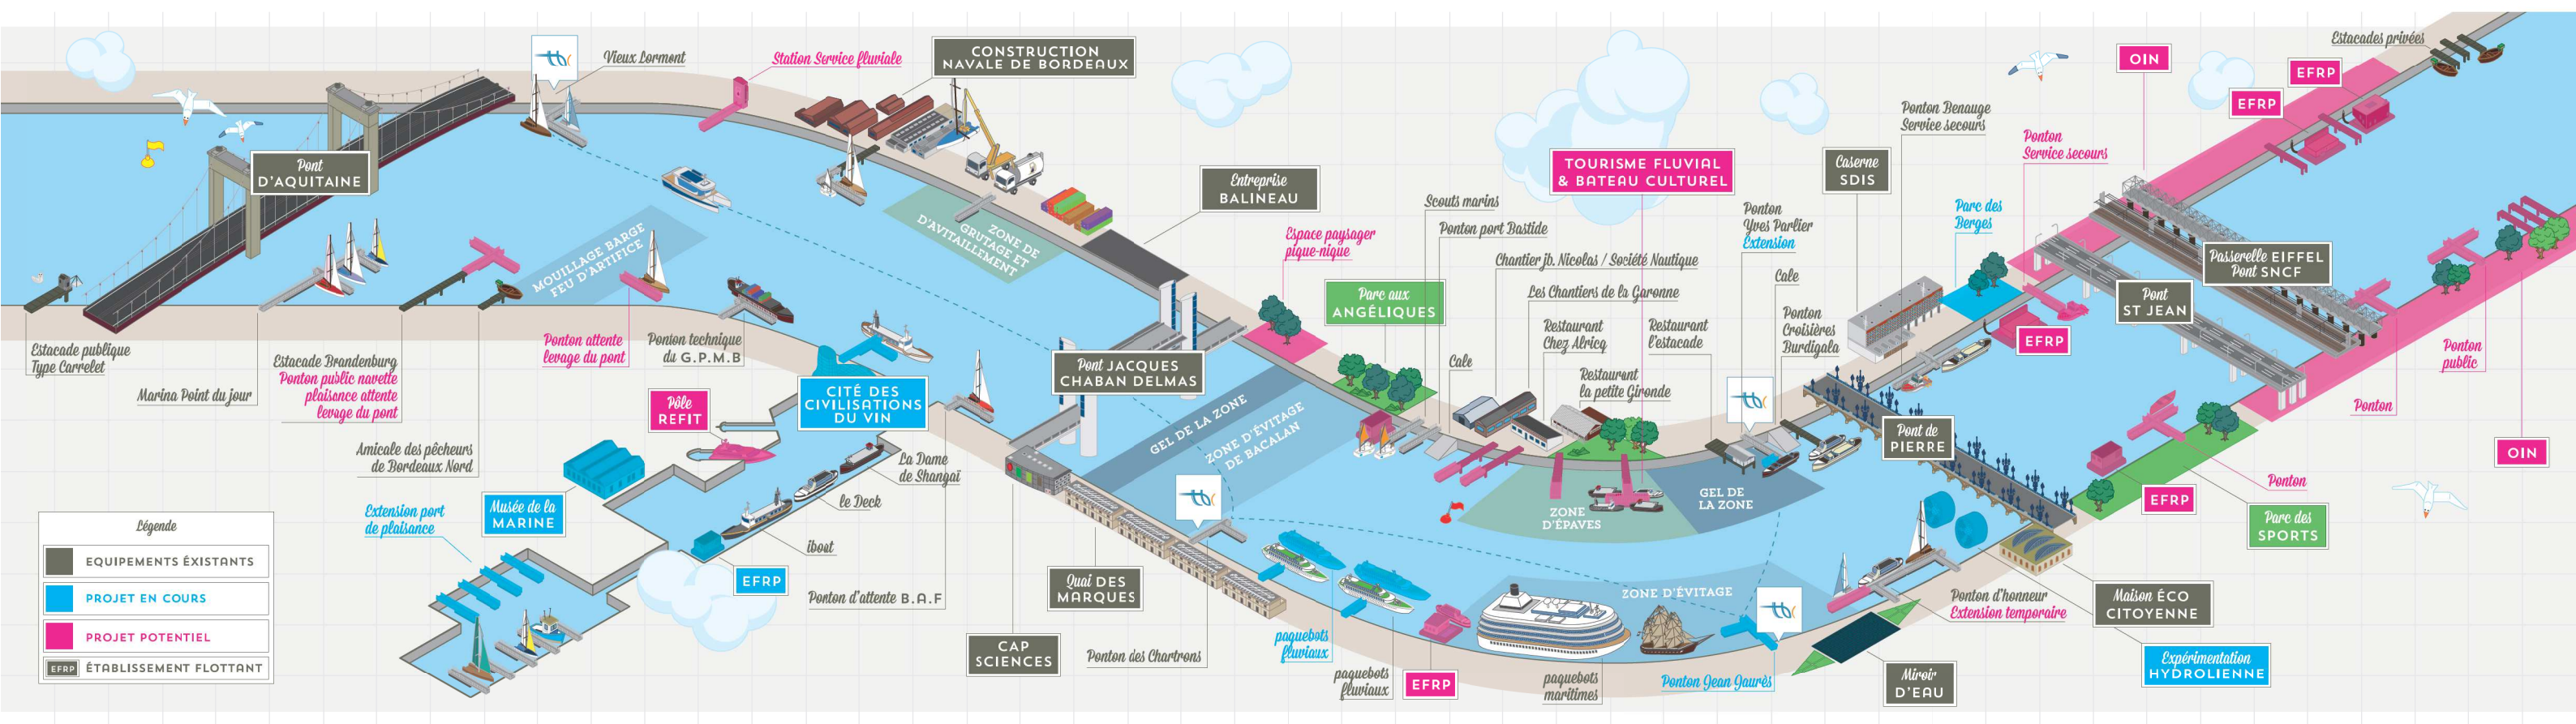 Vieux Lormont
Station Service fluviale
CONSTRUCTION
NAVALE DE BORDEAUX
Estacades privées
OIN
EFRP
EFRP
Pont
D'AQUITAINE
Ponton Benauge
Service secours
Ponton
Service secours
TOURISME FLUVIAL
& BATEAU CULTUREL
Caserne
SDIS
Entreprise
BALINEAU
Scouts marins
Ponton port Bastide
Ponton
Yves Parlier
Extension
Parc des
Berges
Espace paysager
pique-nique
Chantier jb. Nicolas / Société Nautique
Cale
Passerelle EIFFEL
Pont SNCF
MOUILLAGE BARGE
FEU D'ARTIFICE
ZONE DE
GRUTAGE ET
D'AVITAILLEMENT
Parc aux
ANGÉLIQUES
Les Chantiers de la Garonne
Pont
ST JEAN
Restaurant
Chez Alriq
Restaurant
l'estacade
Ponton
Croisières
Burdigala
EFRP
Ponton
public
Estacade publique
Type Carrelet
Marina Point du jour
Estacade Brandenburg
Ponton public navette
plaisance attente
levage du pont
Ponton attente
levage du pont
Ponton technique
du G.P.M.B
Pont JACQUES
CHABAN DELMAS
Cale
Restaurant
la petite Gironde
Ponton
Pôle
REFIT
CITÉ DES
CIVILISATIONS
DU VIN
GEL DE LA ZONE
ZONE D'ÉVITAGE
DE BACALAN
Pont de
PIERRE
OIN
Amicale des pêcheurs
de Bordeaux Nord
La Dame
de Shangaï
le Deck
Ponton
EFRP
Parc des
SPORTS
Extension port
de plaisance
Musée de la
MARINE
iboat
ZONE
D'ÉPAVES
GEL DE
LA ZONE
Légende
EQUIPEMENTS ÉXISTANTS
PROJET EN COURS
PROJET POTENTIEL
EFRP ÉTABLISSEMENT FLOTTANT
EFRP
Ponton d'attente B.A.F
Quai DES
MARQUES
ZONE D'ÉVITAGE
Ponton d'honneur
Extension temporaire
Maison ÉCO
CITOYENNE
CAP
SCIENCES
Ponton des Chartrons
paquebots
fluviaux
paquebots
fluviaux
EFRP
paquebots
maritimes
Ponton Jean Jaurès
Miroir
D'EAU
Expérimentation
HYDROLIENNE